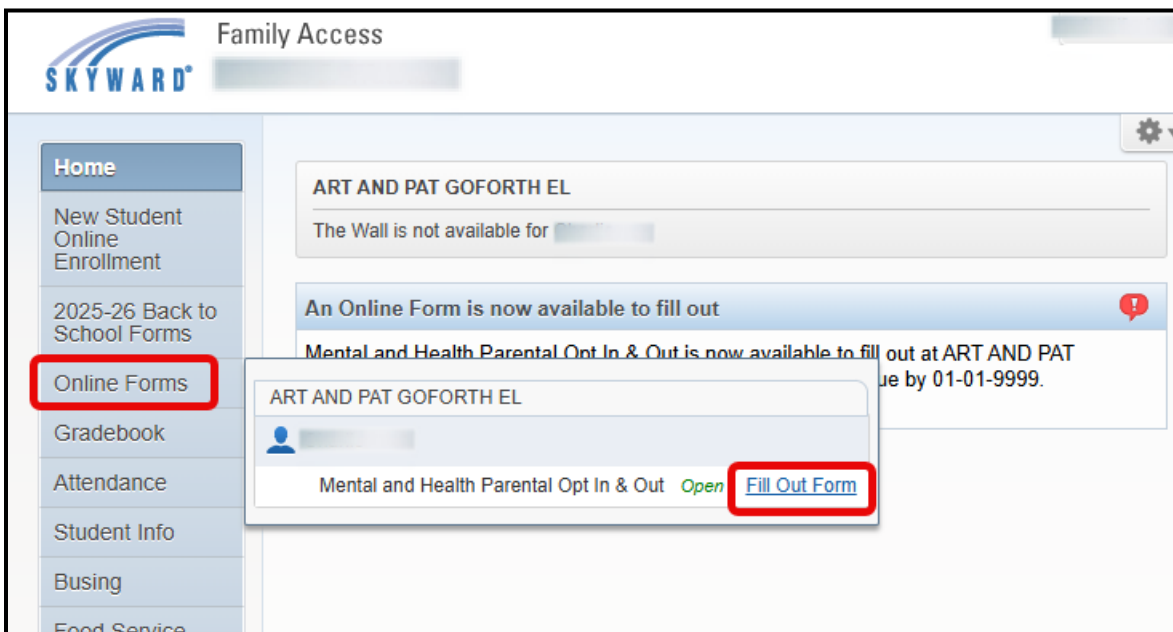 Family Access
SKYWARD®
Home
New Student
Online
Enrollment
2025-26 Back to
School Forms
Online Forms
Gradebook
Attendance
Student Info
Busing
Food Service
ART AND PAT GOFORTH EL
The Wall is not available for
An Online Form is now available to fill out
Mental and Health Parental Opt In & Out is now available to fill out at ART AND PAT
ue by 01-01-9999.
ART AND PAT GOFORTH EL
Mental and Health Parental Opt In & Out Open Fill Out Form